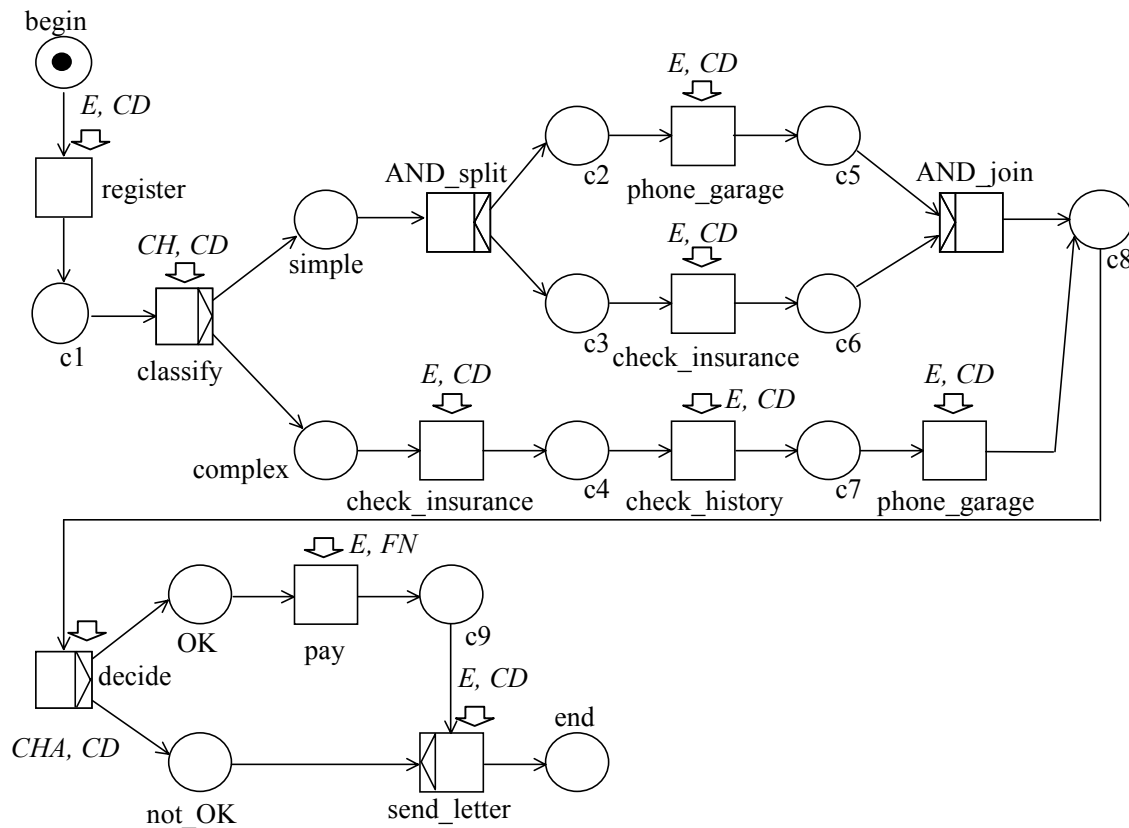 begin
E, CD
register
c1
CH, CD
classify
simple
complex
AND_split
c2
E, CD
phone_garage
c5
AND_join
c8
c3
E, CD
check_insurance
c6
E, CD
check_insurance
c4
E, CD
check_history
c7
E, CD
phone_garage
decide
CHA, CD
OK
E, FN
pay
c9
not_OK
E, CD
send_letter
end